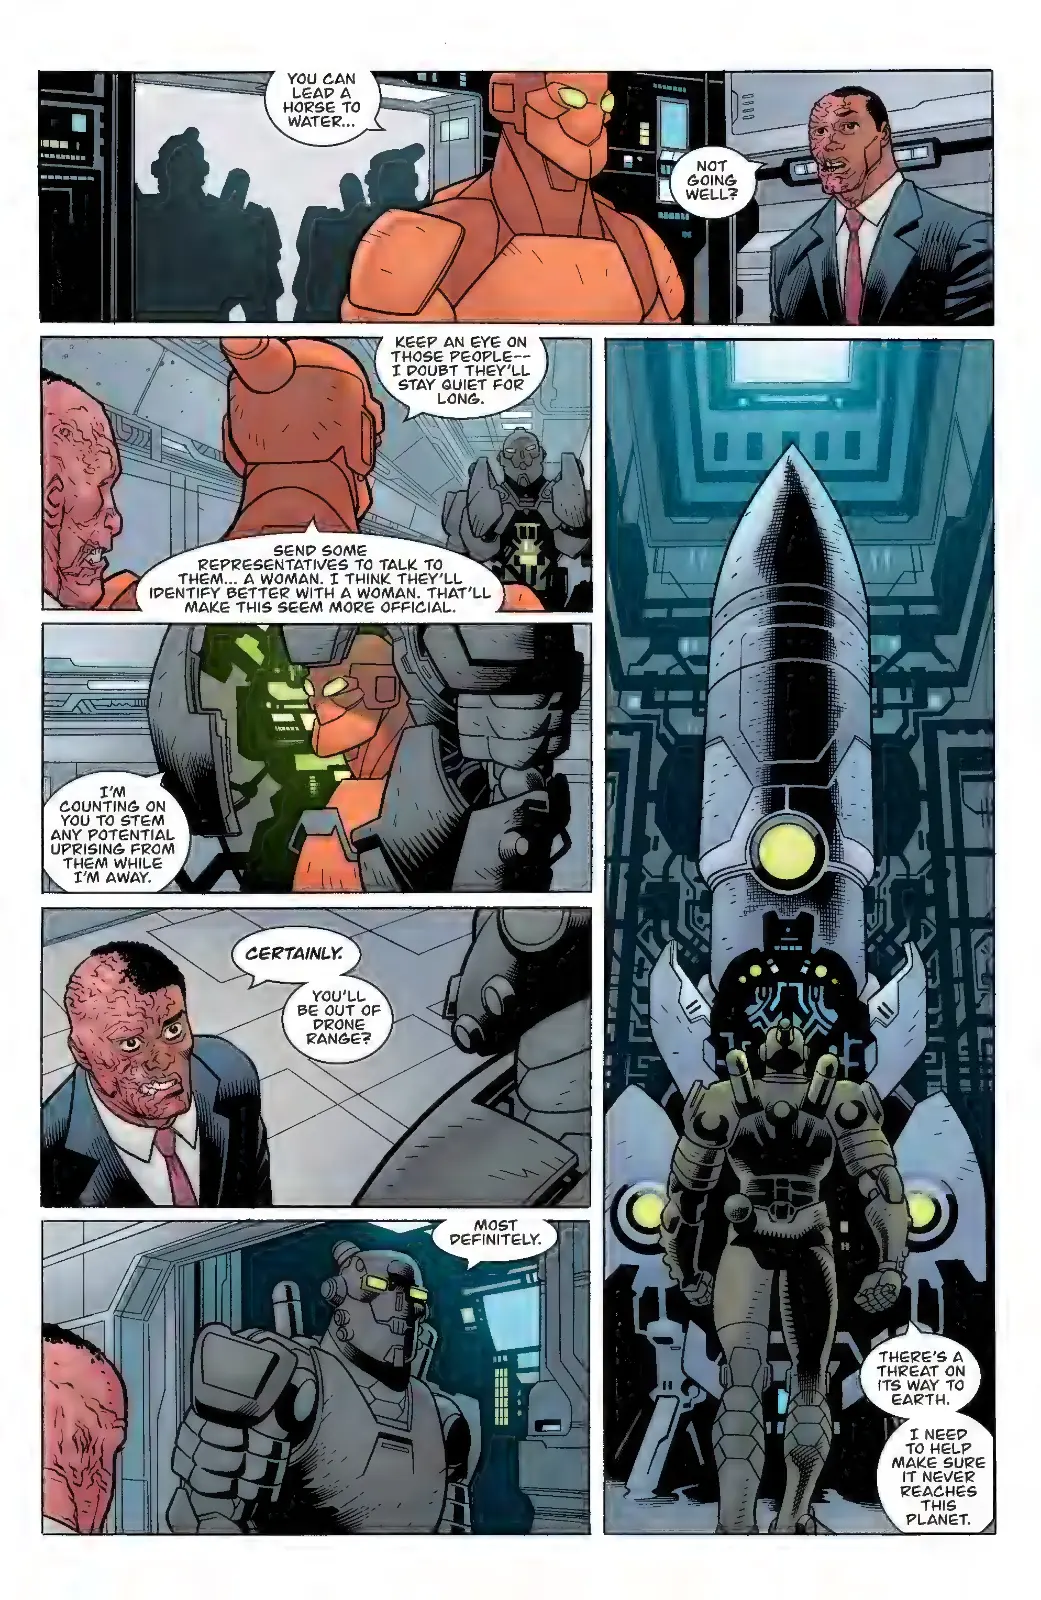 YOU CAN
LEAD A
HORSE TO
WATER...
NOT
GOING
WELL?
KEEP AN EYE ON
THOSE PEOPLE--
I DOUBT THEY'LL
STAY QUIET FOR
LONG.
SEND SOME
REPRESENTATIVES TO TALK TO
THEM... A WOMAN. I THINK THEY'LL
IDENTIFY BETTER WITH A WOMAN. THAT'LL
MAKE THIS SEEM MORE OFFICIAL.
I'M
COUNTING ON
YOU TO STEM
ANY POTENTIAL
UPRISING FROM
THEM WHILE
I'M AWAY.
CERTAINLY.
YOU'LL
BE OUT OF
DRONE
RANGE?
MOST
DEFINITELY.
THERE'S A
THREAT ON
ITS WAY TO
EARTH.
I NEED
TO HELP
MAKE SURE
IT NEVER
REACHES
THIS
PLANET.